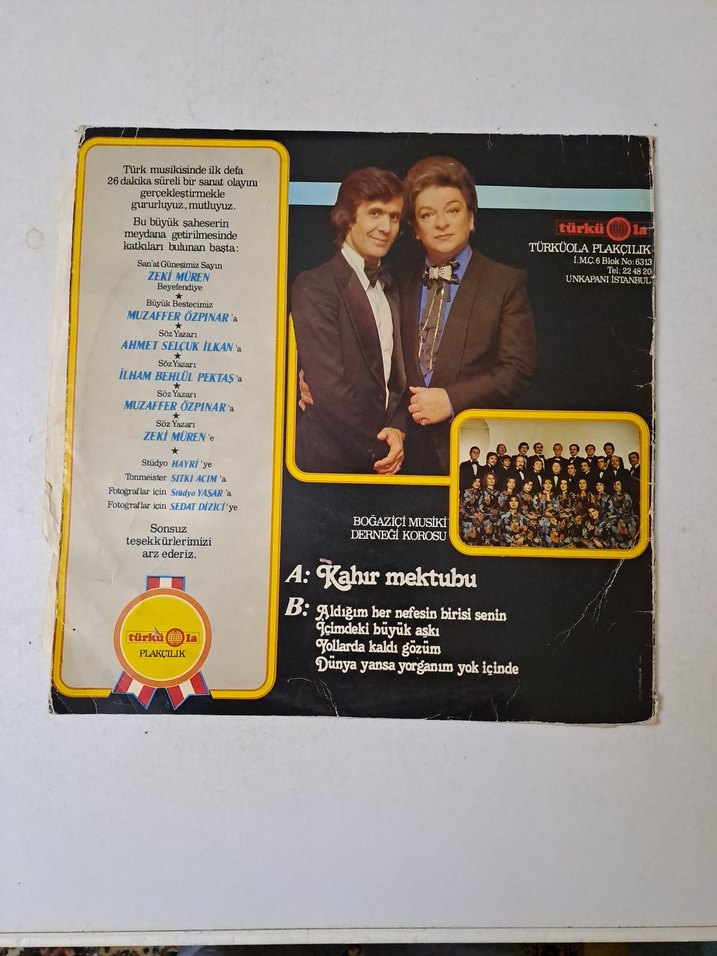 Türk musikisinde ilk defa
26 dakika süreli bir sanat olayını
gerçekleştirmekle
gururluyuz, mutluyuz.
Bu büyük şaheserin
meydana getirilmesinde
katkıları bulunan başta:
San'at Güneşimiz Sayın
ZEKİ MÜREN
Beyefendiye
Büyük Bestecimiz
MUZAFFER ÖZPINAR 'a
Söz Yazarı
AHMET SELÇUK İLKAN 'a
Söz Yazarı
İLHAM BEHLÜL PEKTAŞ 'a
Söz Yazarı
MUZAFFER ÖZPINAR 'a
Söz Yazarı
ZEKİ MÜREN 'e
Stüdyo HAYRİ 'ye
Tonmeister SITKI ACIM 'a
Fotoğraflar için Stüdyo YAŞAR 'a
Fotoğraflar için SEDAT DİZİCİ 'ye
Sonsuz
teşekkürlerimizi
arz ederiz.
türküola
PLAKÇILIK
türküola
TÜRKÜOLA PLAKÇILIK
İ.M.Ç. 6 Blok No: 6313
Tel: 22 48 20
UNKAPANI İSTANBUL
BOĞAZİÇİ MUSİKİ
DERNEĞİ KOROSU
A: Kahır mektubu
B: Aldığım her nefesin birisi senin
İçimdeki büyük aşkı
Yollarda kaldı gözüm
Dünya yansa yorganım yok içinde